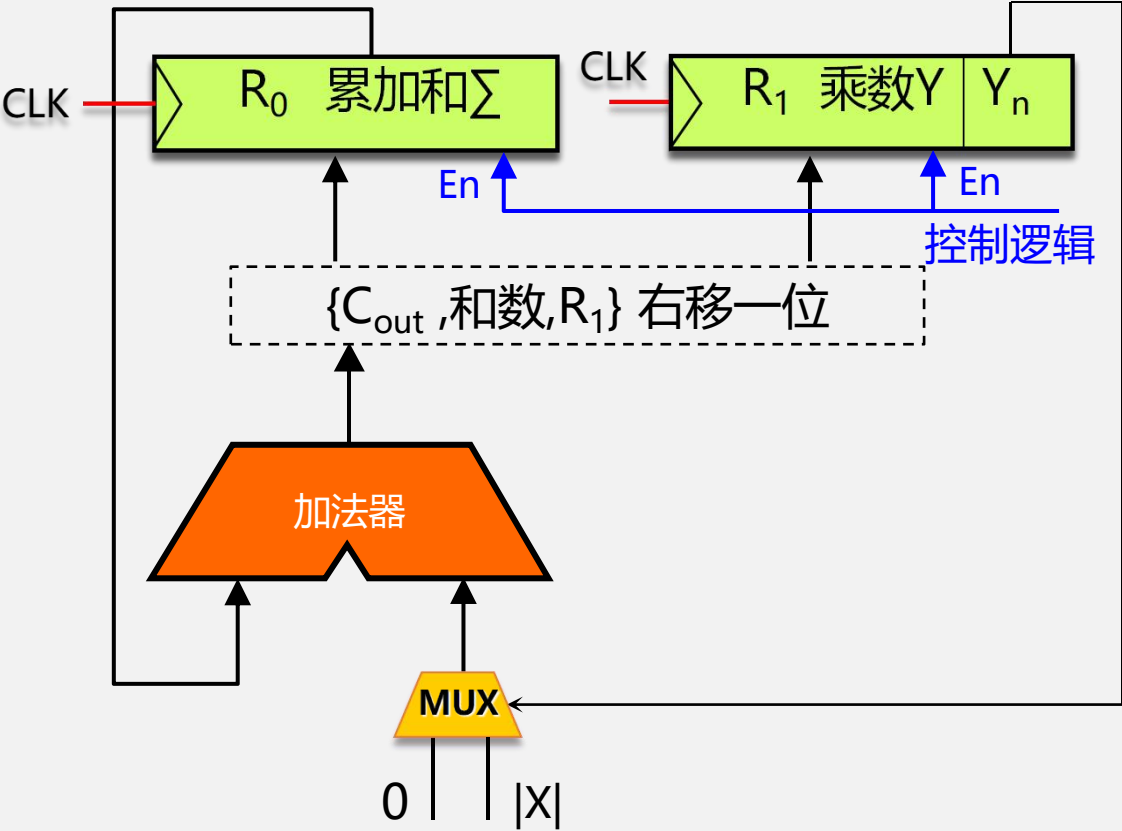 CLK
R₀ 累加和∑
CLK
R₁ 乘数Y
Yₙ
En
En
控制逻辑
{Cout ,和数,R₁} 右移一位
加法器
MUX
0
|X|